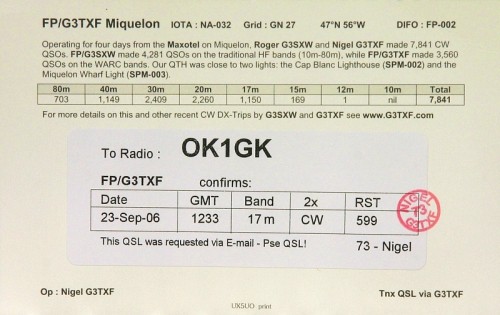 FP/G3TXF Miquelon IOTA : NA-032 Grid : GN 27 47°N 56°W DIFO : FP-002
Operating for four days from the Maxotel on Miquelon, Roger G3SXW and Nigel G3TXF made 7,841 CW
QSOs. FP/G3SXW made 4,281 QSOs on the traditional HF bands (10m-80m), while FP/G3TXF made 3,560
QSOs on the WARC bands. Our QTH was close to two lights: the Cap Blanc Lighthouse (SPM-002) and the
Miquelon Wharf Light (SPM-003).
80m 40m 30m 20m 17m 15m 12m 10m Total
703 1,149 2,409 2,260 1,150 169 1 nil 7,841
For more details on this and other recent CW DX-Trips by G3SXW and G3TXF see www.G3TXF.com
To Radio : OK1GK
FP/G3TXF confirms:
Date GMT Band 2x RST
23-Sep-06 1233 17 m CW 599
This QSL was requested via E-mail - Pse QSL! 73 - Nigel
NIGEL
73
G3TXF
Op : Nigel G3TXF Tnx QSL via G3TXF
UX5UO print